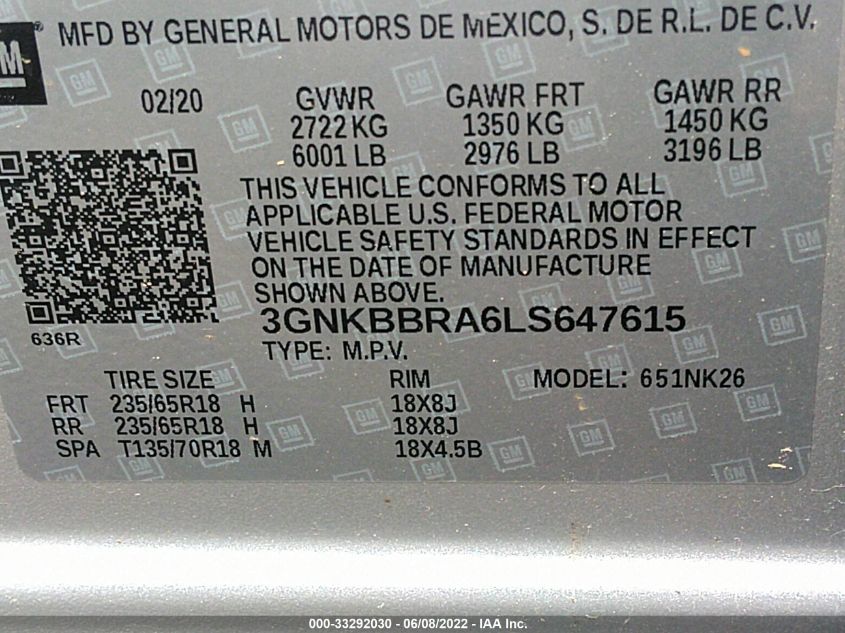 GM ®
MFD BY GENERAL MOTORS DE MEXICO, S. DE R.L. DE C.V.
02/20 GVWR GAWR FRT GAWR RR
2722 KG 1350 KG 1450 KG
6001 LB 2976 LB 3196 LB
THIS VEHICLE CONFORMS TO ALL
APPLICABLE U.S. FEDERAL MOTOR
VEHICLE SAFETY STANDARDS IN EFFECT
ON THE DATE OF MANUFACTURE
SHOWN ABOVE.
636R
3GNKBBRA6LS647615
TYPE: M.P.V.
TIRE SIZE RIM MODEL: 651NK26
FRT 235/65R18 H 18X8J
RR 235/65R18 H 18X8J
SPA T135/70R18 M 18X4.5B
000-33292030 - 06/08/2022 - IAA Inc.